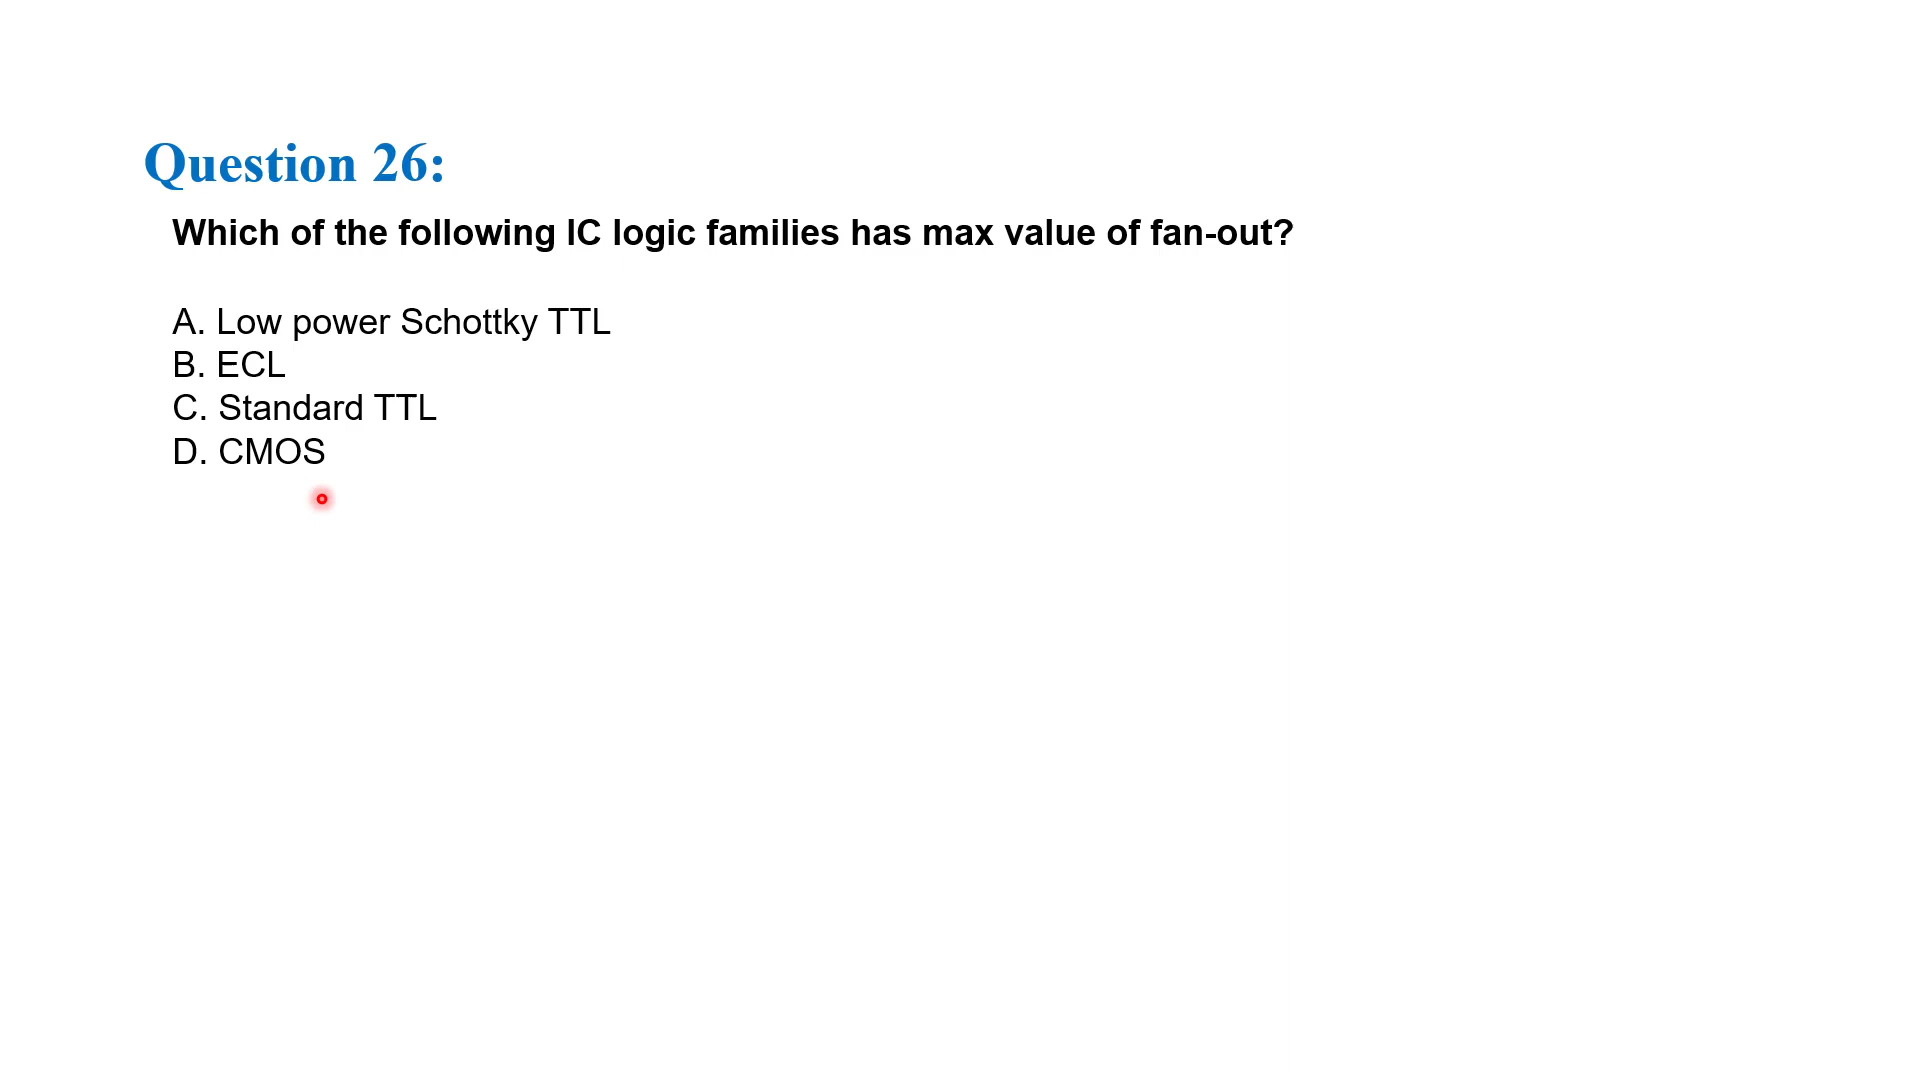 Question 26:
Which of the following IC logic families has max value of fan-out?
A. Low power Schottky TTL
B. ECL
C. Standard TTL
D. CMOS